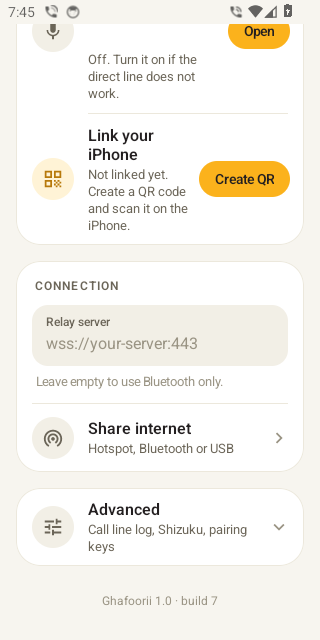 7:45
Open
Off. Turn it on if the
direct line does not
work.
Link your
iPhone
Not linked yet.
Create a QR code
and scan it on the
iPhone.
Create QR
CONNECTION
Relay server
wss://your-server:443
Leave empty to use Bluetooth only.
Share internet
Hotspot, Bluetooth or USB
Advanced
Call line log, Shizuku, pairing
keys
Ghafoorii 1.0 · build 7